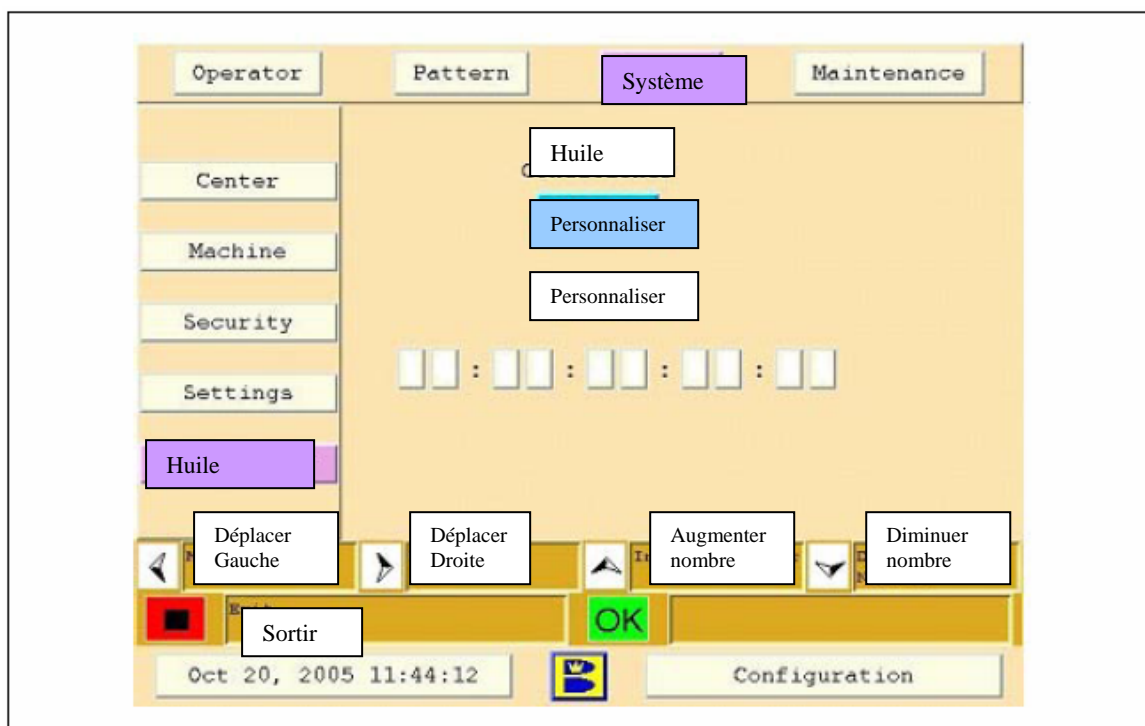 Operator Pattern Système Maintenance
Huile
Center
Personnaliser
Machine
Personnaliser
Security
: : : :
Settings
Huile
Déplacer
Gauche
Déplacer
Droite
Augmenter
nombre
Diminuer
nombre
Sortir
OK
Oct 20, 2005 11:44:12
Configuration